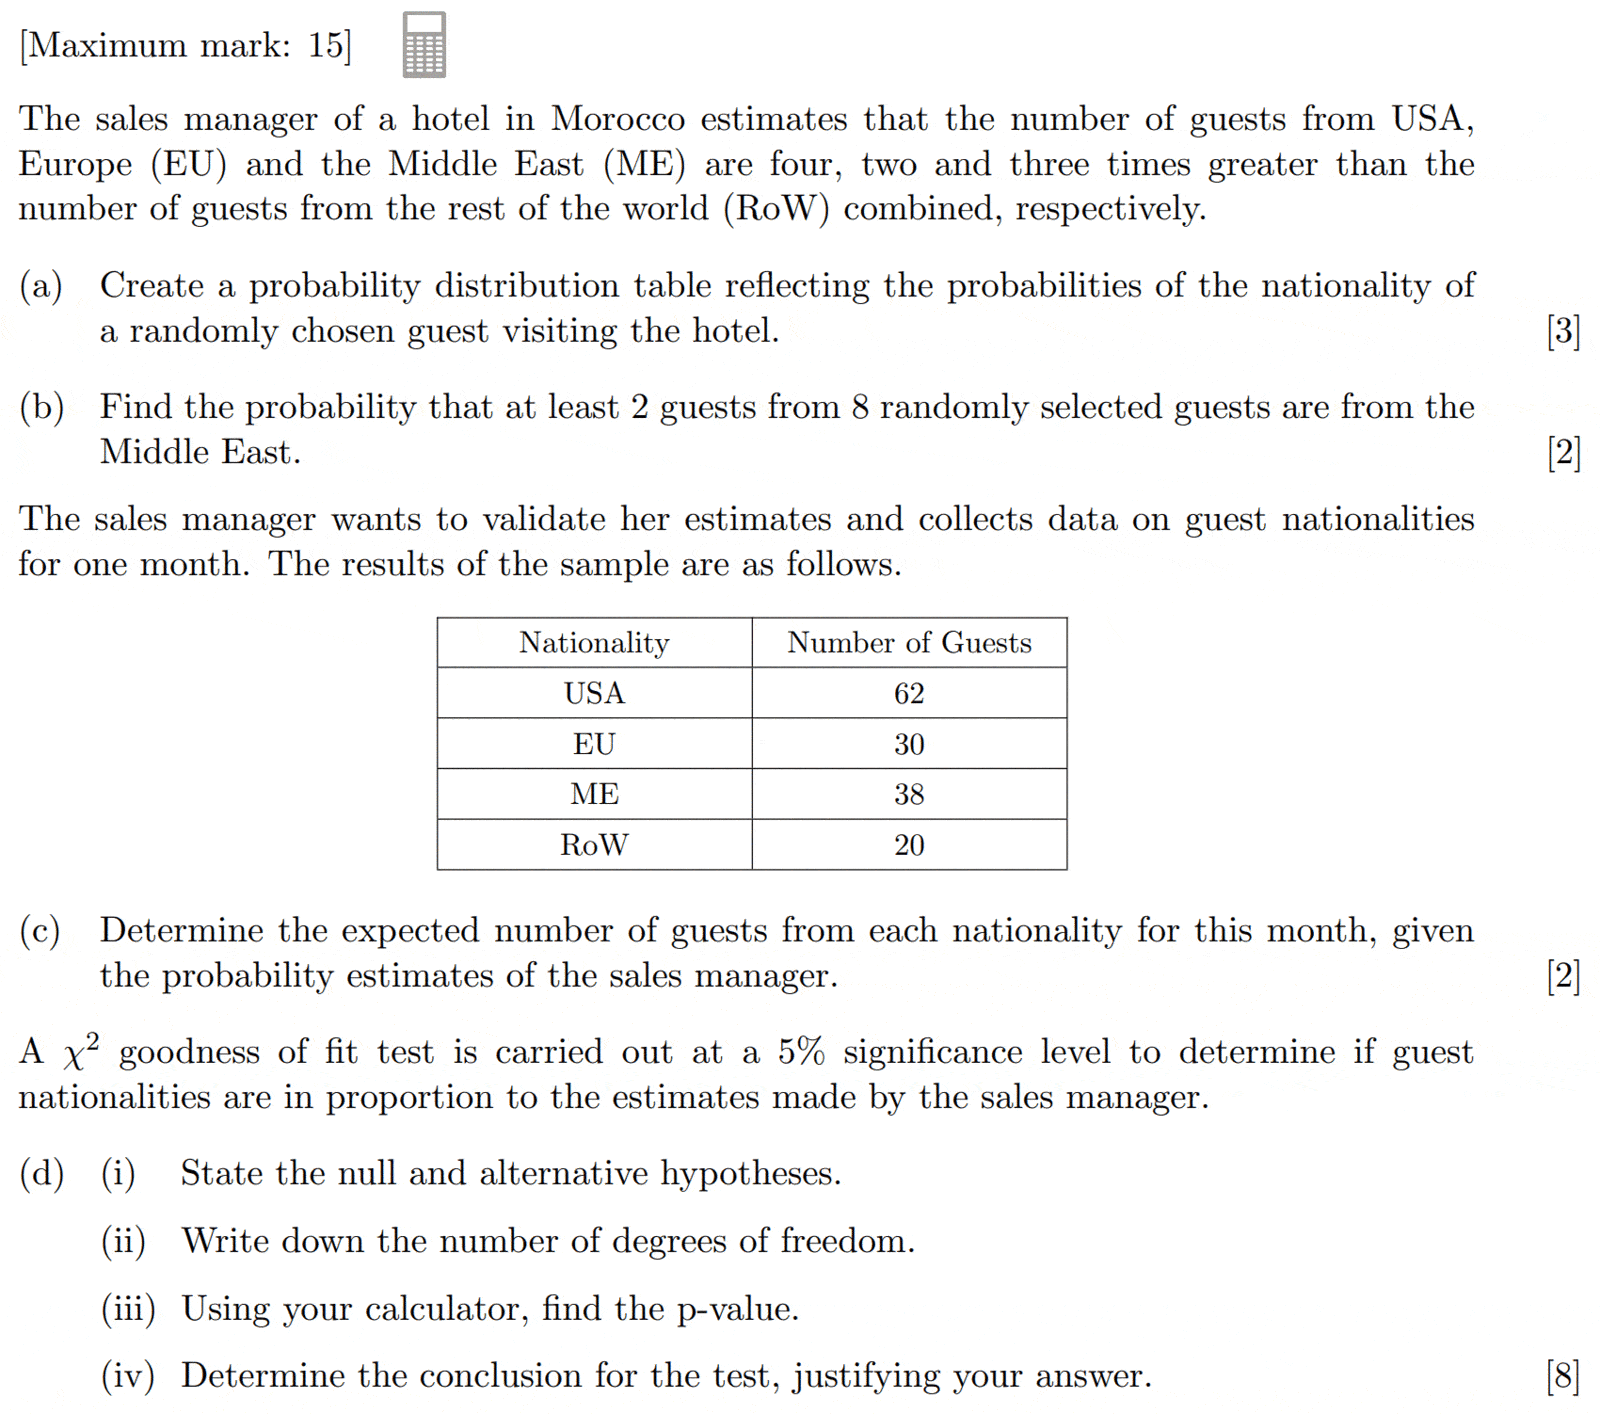 [Maximum mark: 15]
The sales manager of a hotel in Morocco estimates that the number of guests from USA,
Europe (EU) and the Middle East (ME) are four, two and three times greater than the
number of guests from the rest of the world (RoW) combined, respectively.
(a) Create a probability distribution table reflecting the probabilities of the nationality of
a randomly chosen guest visiting the hotel. [3]
(b) Find the probability that at least 2 guests from 8 randomly selected guests are from the
Middle East. [2]
The sales manager wants to validate her estimates and collects data on guest nationalities
for one month. The results of the sample are as follows.
Nationality Number of Guests
USA 62
EU 30
ME 38
RoW 20
(c) Determine the expected number of guests from each nationality for this month, given
the probability estimates of the sales manager. [2]
A χ² goodness of fit test is carried out at a 5% significance level to determine if guest
nationalities are in proportion to the estimates made by the sales manager.
(d) (i) State the null and alternative hypotheses.
(ii) Write down the number of degrees of freedom.
(iii) Using your calculator, find the p-value.
(iv) Determine the conclusion for the test, justifying your answer. [8]